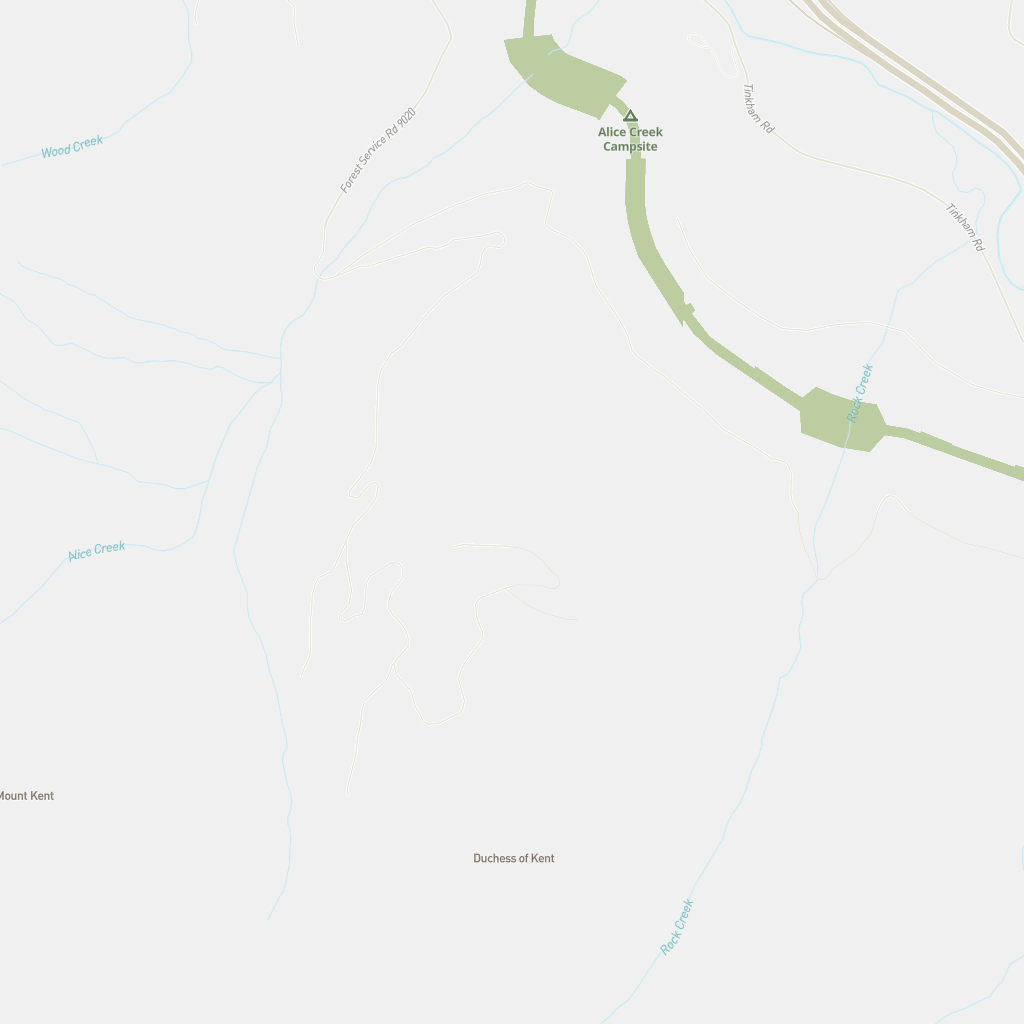 Forest Service Rd 9020
Tinkham Rd
Alice Creek
Campsite
Wood Creek
Tinkham Rd
Rock Creek
Alice Creek
Mount Kent
Duchess of Kent
Rock Creek